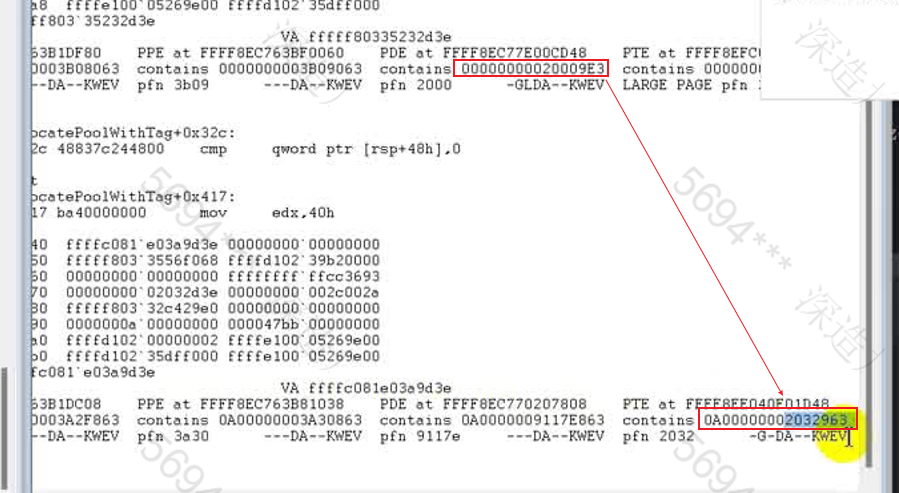 a8  ffffe100`05269e00 ffffd102`35dff000
ff803`35232d3e
VA fffff80335232d3e
63B1DF80    PPE at FFFF8EC763BF0060    PDE at FFFF8EC77E00CD48    PTE at FFFF8EFC
0003B08063  contains 0000000003B09063  contains 00000000020009E3  contains 000000
--DA--KWEV  pfn 3b09      ---DA--KWEV  pfn 2000      -GLDA--KWEV  LARGE PAGE pfn
ocatePoolWithTag+0x32c:
2c 48837c244800    cmp     qword ptr [rsp+48h],0
t
ocatePoolWithTag+0x417:
17 ba40000000      mov     edx,40h
40  ffffc081`e03a9d3e 00000000`00000000
50  fffff803`3556f068 ffffd102`39b20000
60  00000000`00000000 ffffffff`ffcc3693
70  00000000`02032d3e 00000000`002c002a
80  fffff803`32c429e0 00000000`00000000
90  0000000a`00000000 000047bb`00000000
a0  ffffd102`00000002 ffffe100`05269e00
b0  ffffd102`35dff000 ffffe100`05269e00
fc081`e03a9d3e
VA ffffc081e03a9d3e
63B1DC08    PPE at FFFF8EC763B81038    PDE at FFFF8EC770207808    PTE at FFFF8EE040F01D48
0003A2F863  contains 0A00000003A30863  contains 0A0000009117E863  contains 0A00000002032963
--DA--KWEV  pfn 3a30      ---DA--KWEV  pfn 9117e     ---DA--KWEV  pfn 2032      -G-DA--KWEV
5694***
5694***
深造
深造